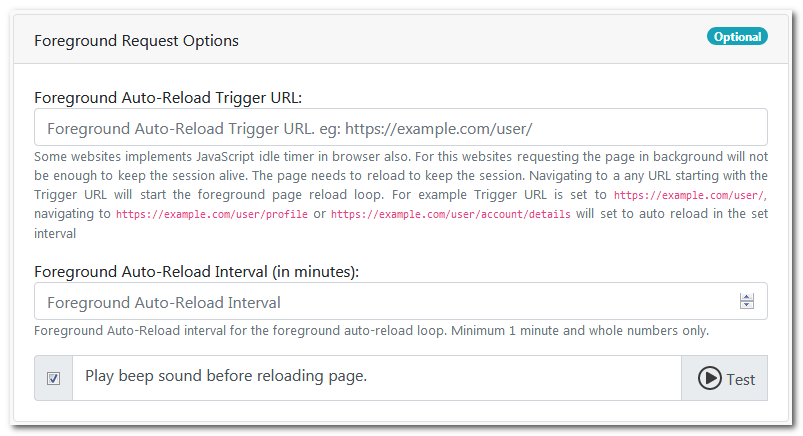 Foreground Request Options
Optional
Foreground Auto-Reload Trigger URL:
Foreground Auto-Reload Trigger URL. eg: https://example.com/user/
Some websites implements JavaScript idle timer in browser also. For this websites requesting the page in background will not
be enough to keep the session alive. The page needs to reload to keep the session. Navigating to a any URL starting with the
Trigger URL will start the foreground page reload loop. For example Trigger URL is set to https://example.com/user/,
navigating to https://example.com/user/profile or https://example.com/user/account/details will set to auto reload in the set
interval
Foreground Auto-Reload Interval (in minutes):
Foreground Auto-Reload Interval
Foreground Auto-Reload interval for the foreground auto-reload loop. Minimum 1 minute and whole numbers only.
Play beep sound before reloading page.
Test